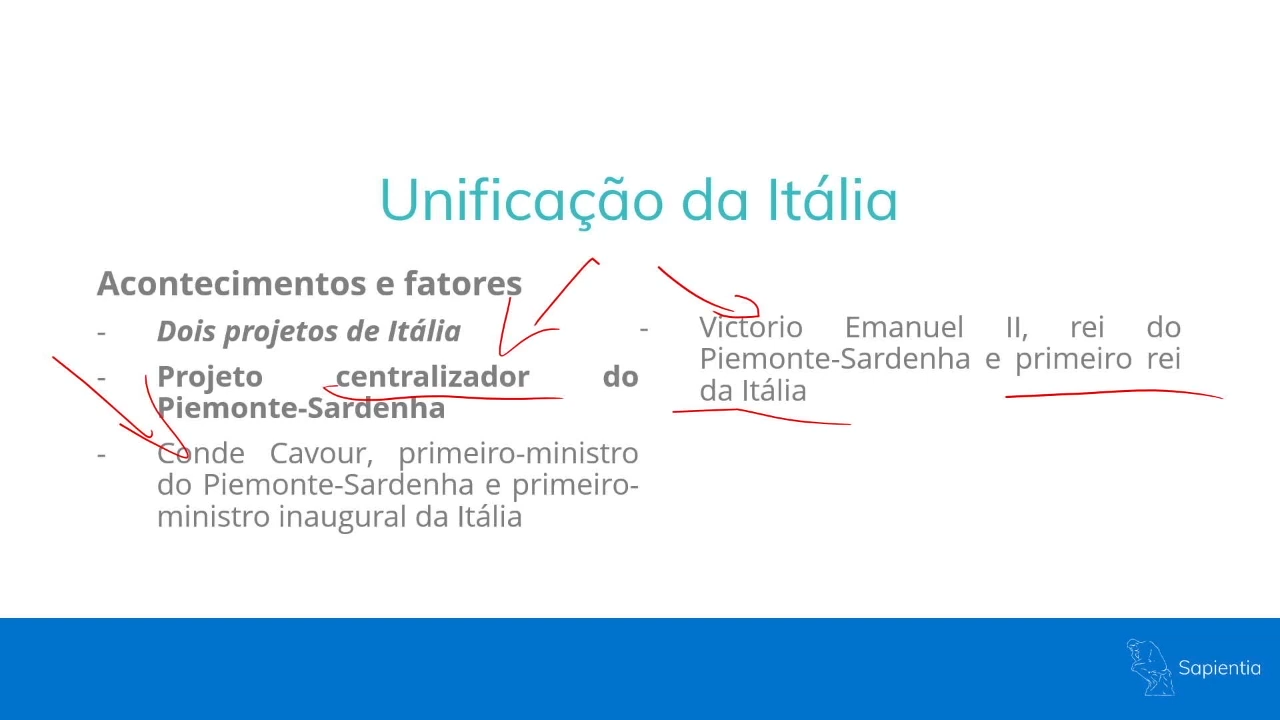 Unificação da Itália
Acontecimentos e fatores
- Dois projetos de Itália
- Projeto centralizador do
Piemonte-Sardenha
- Conde Cavour, primeiro-ministro
do Piemonte-Sardenha e primeiro-
ministro inaugural da Itália
- Victorio Emanuel II, rei do
Piemonte-Sardenha e primeiro rei
da Itália
Sapientia